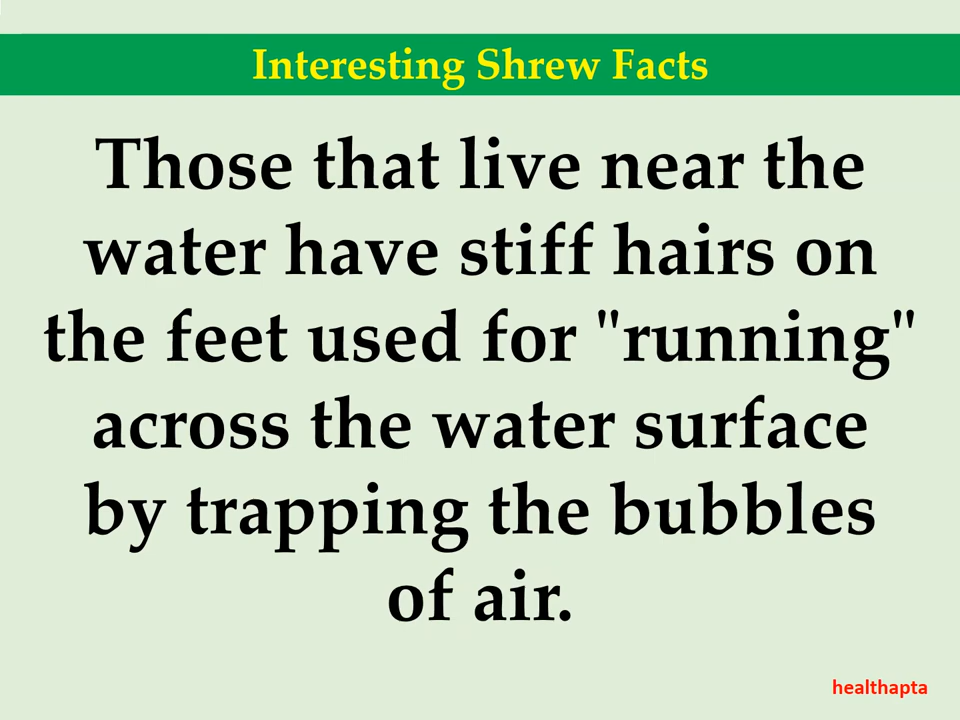 Interesting Shrew Facts
Those that live near the
water have stiff hairs on
the feet used for "running"
across the water surface
by trapping the bubbles
of air.
healthapta